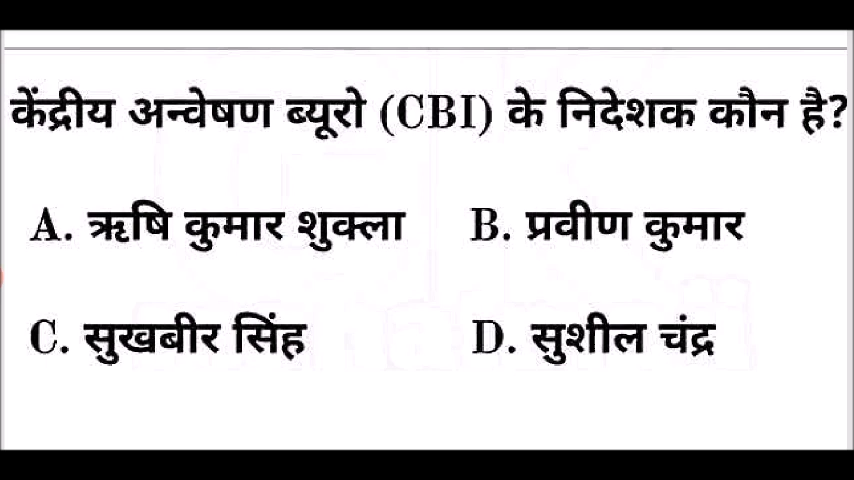 केंद्रीय अन्वेषण ब्यूरो (CBI) के निदेशक कौन है?
A. ऋषि कुमार शुक्ला B. प्रवीण कुमार
C. सुखबीर सिंह D. सुशील चंद्र